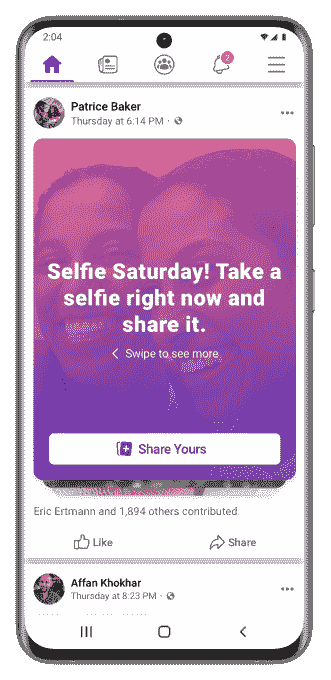 2:04
2
Patrice Baker
Thursday at 6:14 PM ·
Selfie Saturday! Take a
selfie right now and
share it.
Swipe to see more
Share Yours
Eric Ertmann and 1,894 others contributed.
Like
Share
Affan Khokhar
Thursday at 8:23 PM ·